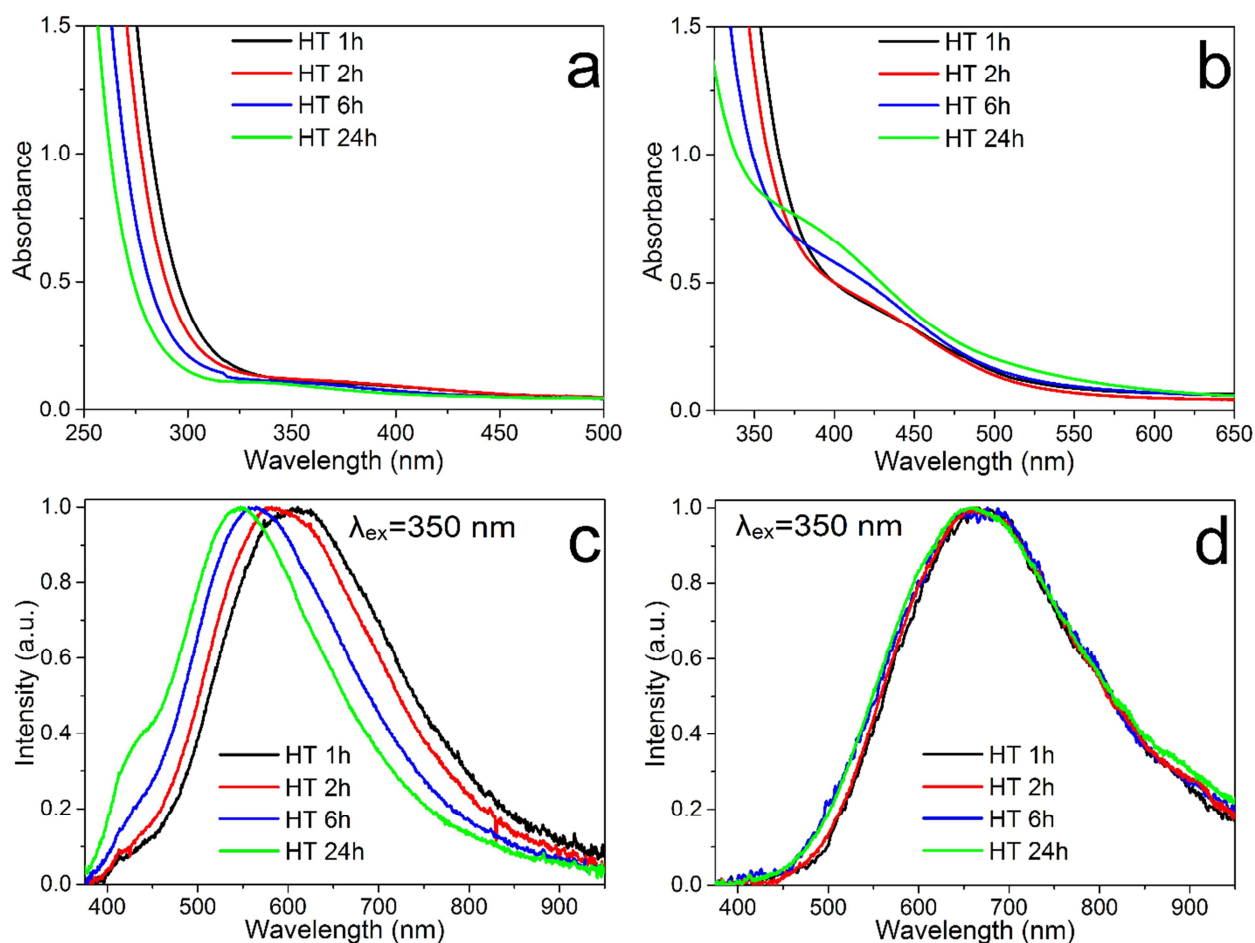 a
HT 1h
HT 2h
HT 6h
HT 24h
1.5
1.0
0.5
0.0
Absorbance
250 300 350 400 450 500
Wavelength (nm)
b
HT 1h
HT 2h
HT 6h
HT 24h
1.5
1.0
0.5
0.0
Absorbance
350 400 450 500 550 600 650
Wavelength (nm)
c
λex=350 nm
1.0
0.8
0.6
0.4
0.2
0.0
Intensity (a.u.)
HT 1h
HT 2h
HT 6h
HT 24h
400 500 600 700 800 900
Wavelength (nm)
d
λex=350 nm
1.0
0.8
0.6
0.4
0.2
0.0
Intensity (a.u.)
HT 1h
HT 2h
HT 6h
HT 24h
400 500 600 700 800 900
Wavelength (nm)